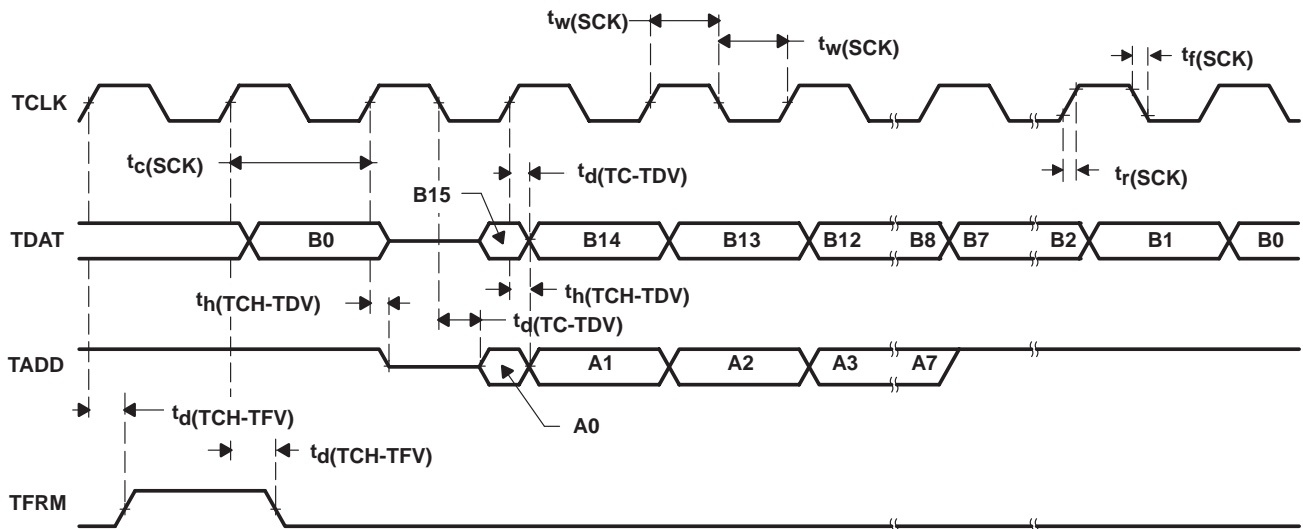 tw(SCK)
tw(SCK)
tf(SCK)
TCLK
tc(SCK)
td(TC-TDV)
tr(SCK)
B15
TDAT
B0
B14
B13
B12
B8
B7
B2
B1
B0
th(TCH-TDV)
th(TCH-TDV)
td(TC-TDV)
TADD
A1
A2
A3
A7
td(TCH-TFV)
A0
td(TCH-TFV)
TFRM